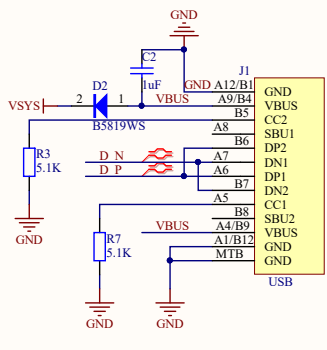 GND
C2
1uF
J1
D2
GND A12/B1 GND
VSYS 2 1 VBUS A9/B4 VBUS
B5819WS
B5 CC2
A8 SBU1
B6 DP2
R3
5.1K
D_N A7 DN1
D_P A6 DP1
B7 DN2
A5 CC1
B8 SBU2
VBUS A4/B9 VBUS
GND
R7
5.1K
A1/B12 GND
MTB GND
USB
GND
GND